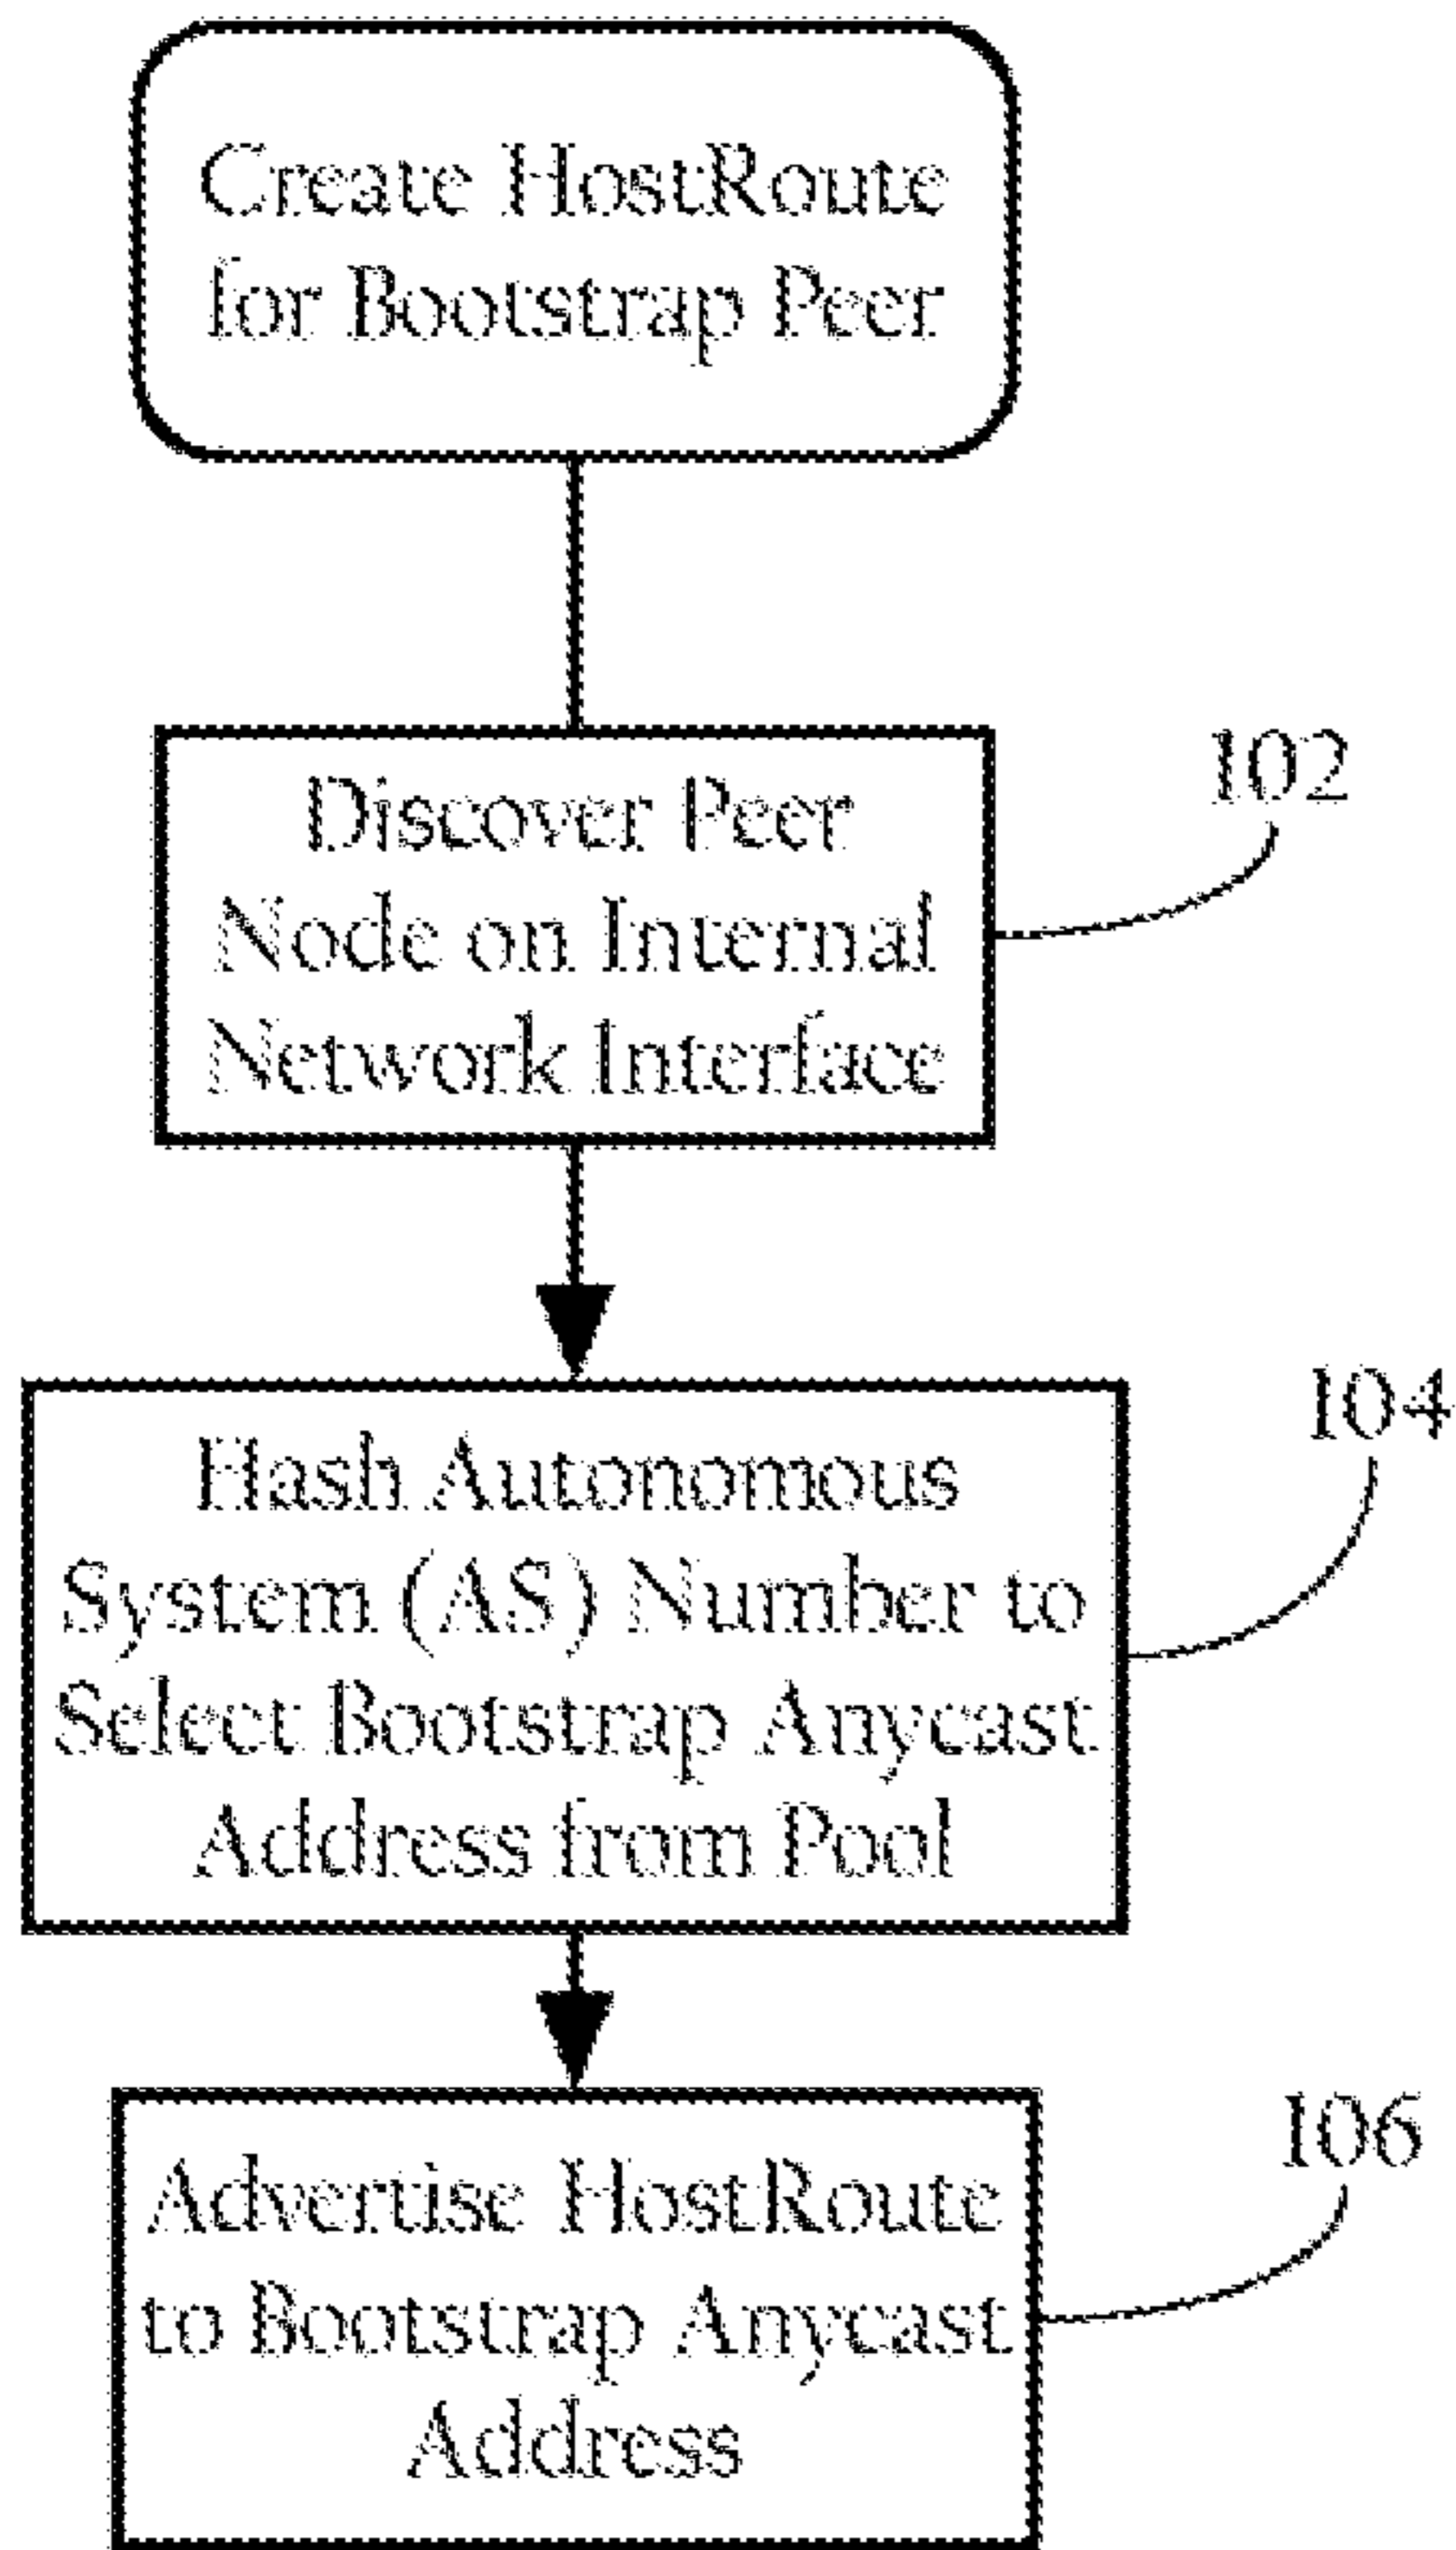 Create HostRoute
for Bootstrap Peer
Discover Peer
Node on Internal
Network Interface
102
Hash Autonomous
System (AS) Number to
Select Bootstrap Anycast
Address from Pool
104
Advertise HostRoute
to Bootstrap Anycast
Address
106